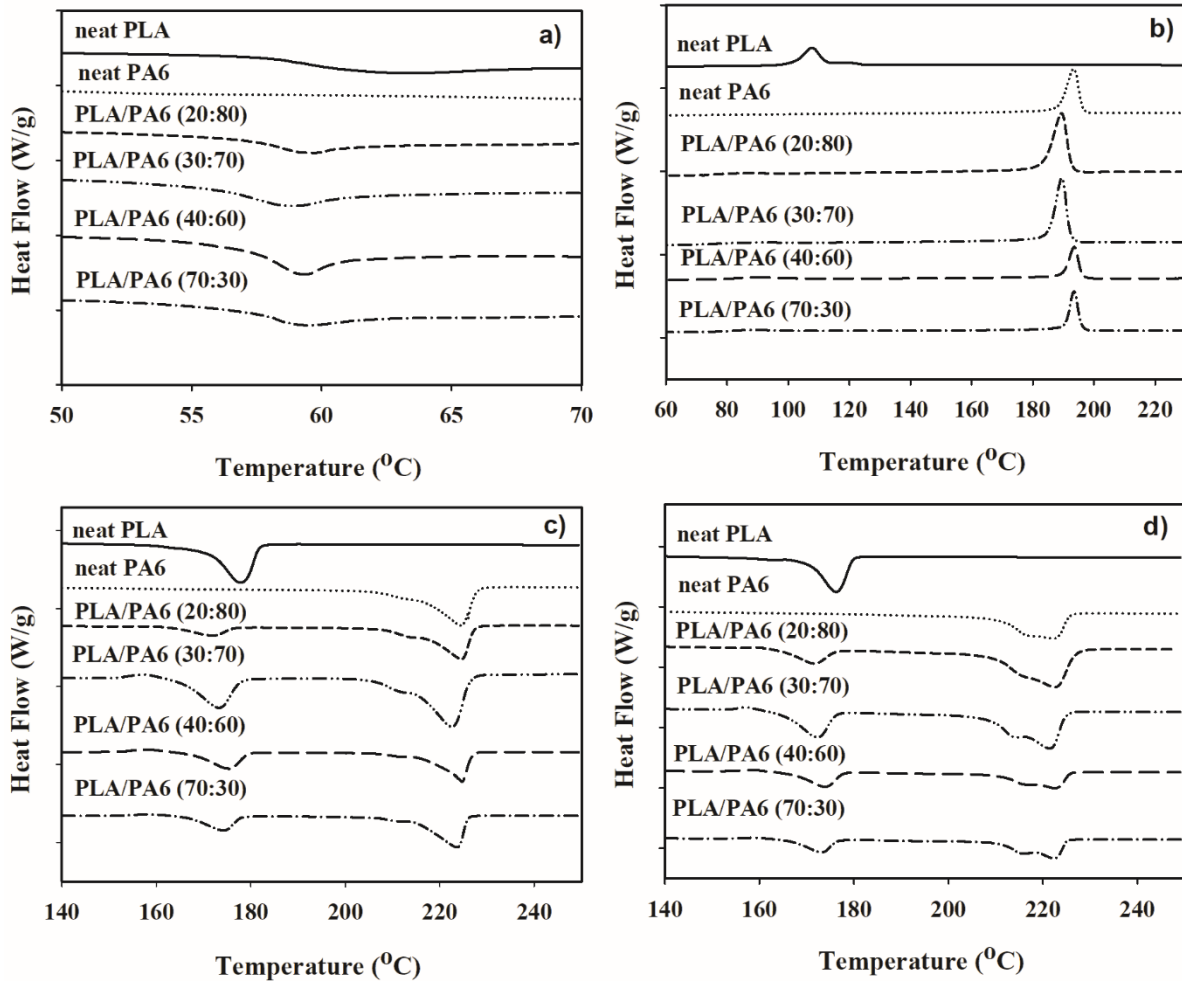 a)
neat PLA
neat PA6
PLA/PA6 (20:80)
PLA/PA6 (30:70)
PLA/PA6 (40:60)
PLA/PA6 (70:30)
Heat Flow (W/g)
50 55 60 65 70
Temperature (ºC)
b)
neat PLA
neat PA6
PLA/PA6 (20:80)
PLA/PA6 (30:70)
PLA/PA6 (40:60)
PLA/PA6 (70:30)
Heat Flow (W/g)
60 80 100 120 140 160 180 200 220
Temperature (ºC)
c)
neat PLA
neat PA6
PLA/PA6 (20:80)
PLA/PA6 (30:70)
PLA/PA6 (40:60)
PLA/PA6 (70:30)
Heat Flow (W/g)
140 160 180 200 220 240
Temperature (ºC)
d)
neat PLA
neat PA6
PLA/PA6 (20:80)
PLA/PA6 (30:70)
PLA/PA6 (40:60)
PLA/PA6 (70:30)
Heat Flow (W/g)
140 160 180 200 220 240
Temperature (ºC)